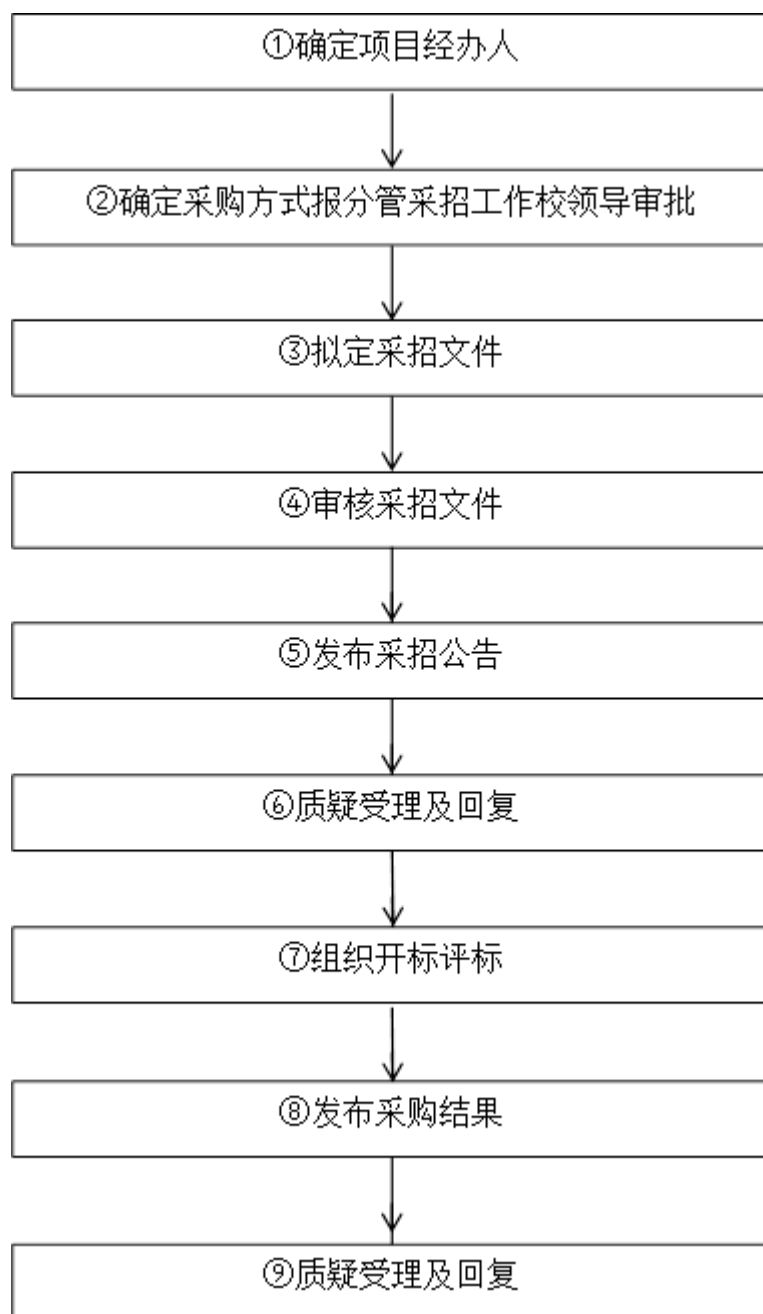 ①确定项目经办人
②确定采购方式报分管采招工作校领导审批
③拟定采招文件
④审核采招文件
⑤发布采招公告
⑥质疑受理及回复
⑦组织开标评标
⑧发布采购结果
⑨质疑受理及回复